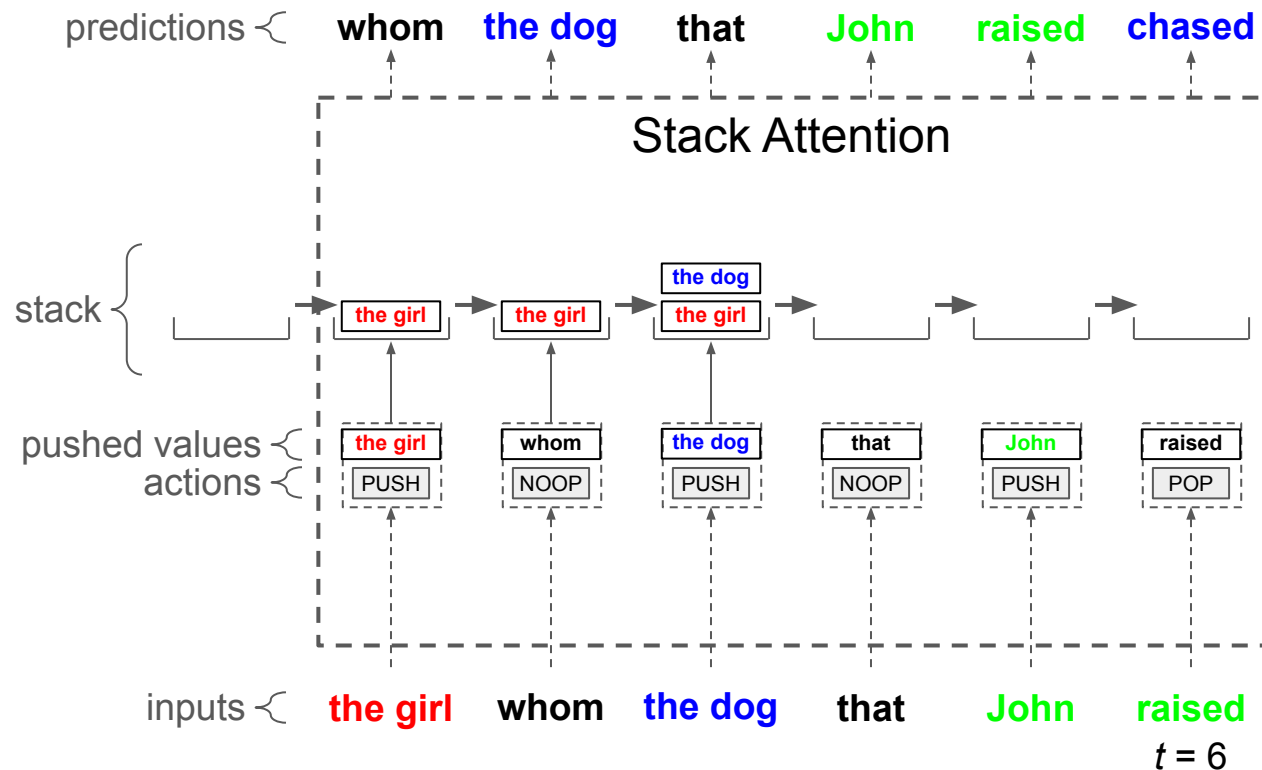 predictions whom the dog that John raised chased
Stack Attention
the dog
stack the girl the girl the girl
pushed values the girl whom the dog that John raised
actions PUSH NOOP PUSH NOOP PUSH POP
inputs the girl whom the dog that John raised
t = 6